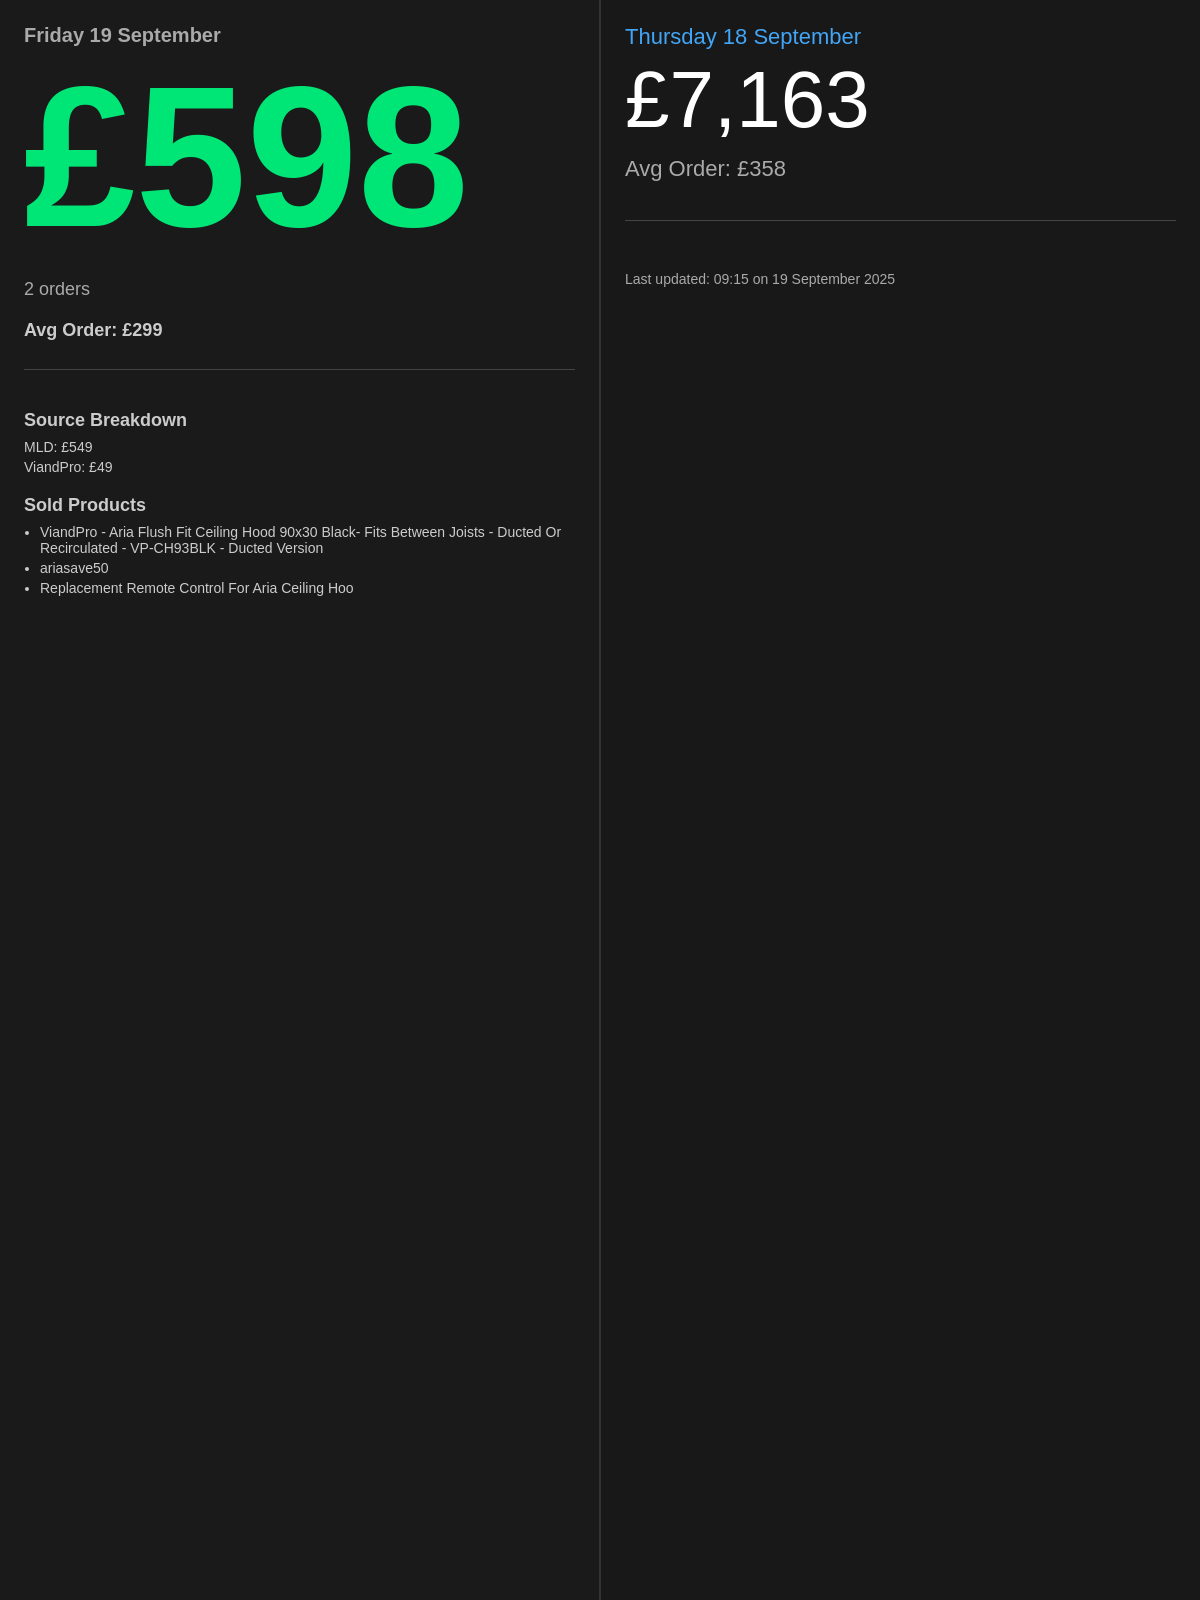 Friday 19 September
£598
2 orders
Avg Order: £299
Source Breakdown
MLD: £549
ViandPro: £49
Sold Products
• ViandPro - Aria Flush Fit Ceiling Hood 90x30 Black- Fits Between Joists - Ducted Or
Recirculated - VP-CH93BLK - Ducted Version
• ariasave50
• Replacement Remote Control For Aria Ceiling Hoo
Thursday 18 September
£7,163
Avg Order: £358
Last updated: 09:15 on 19 September 2025